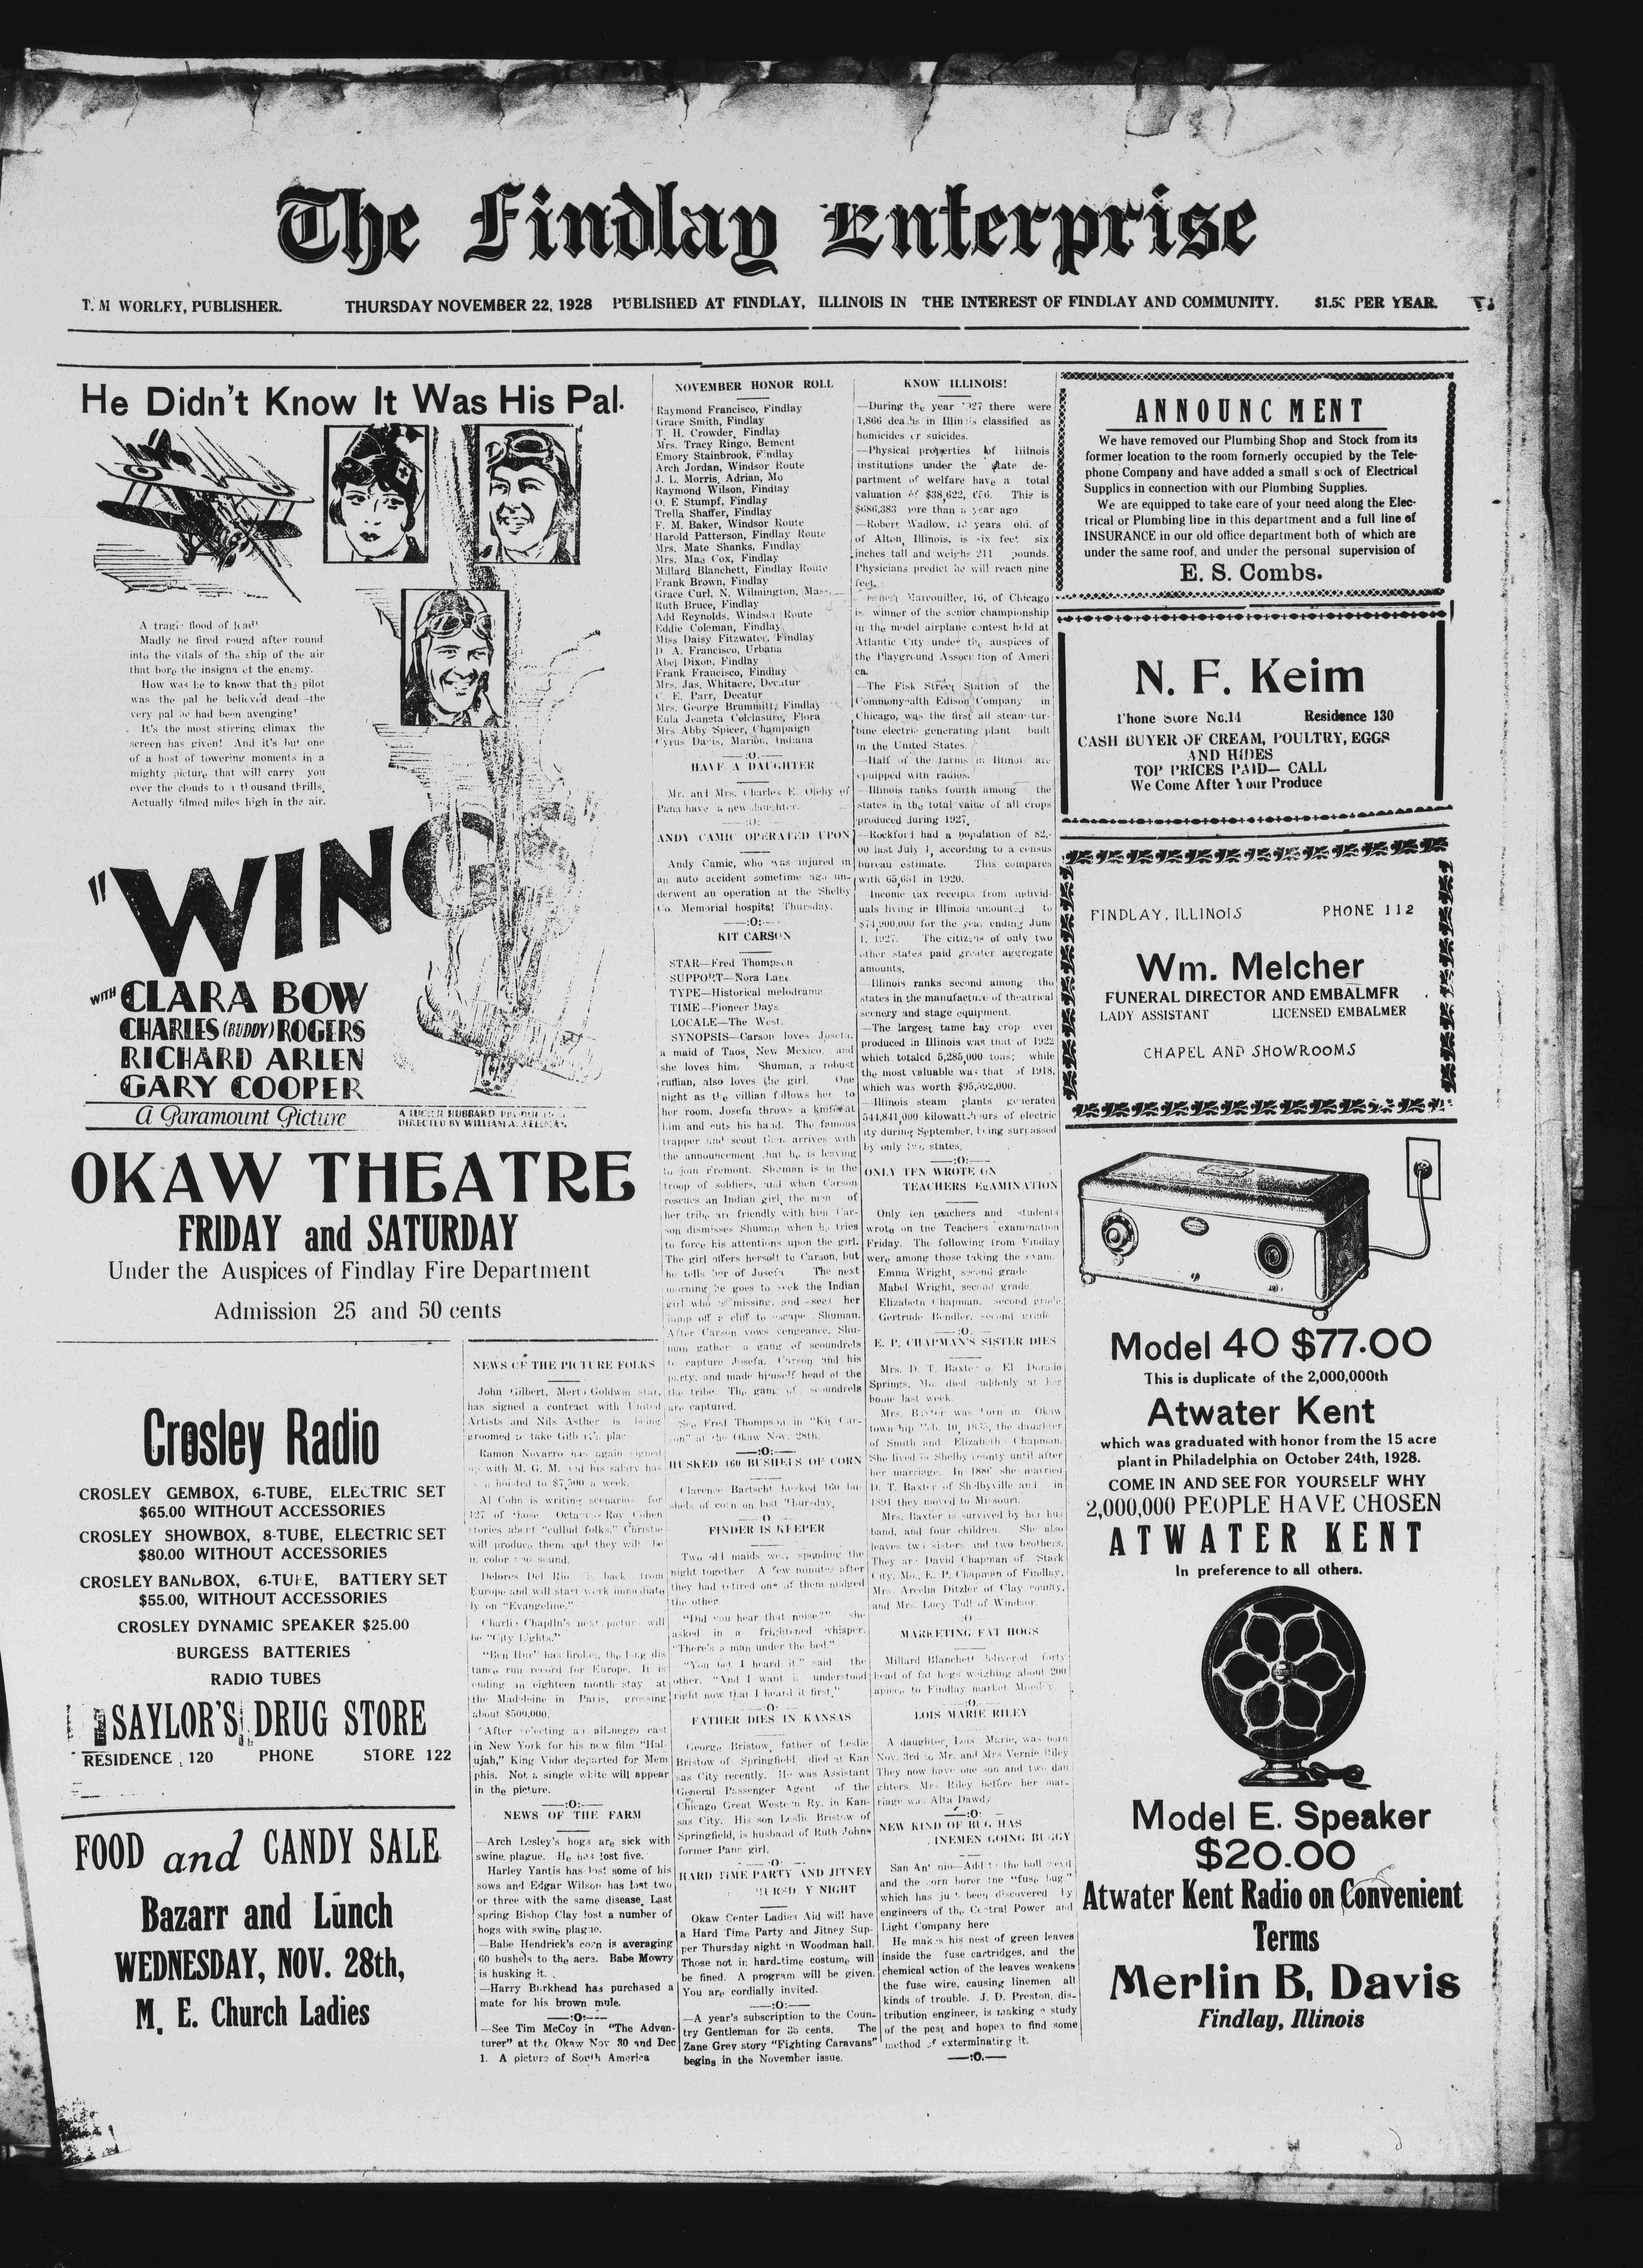 The Findlay Enterprise
T. M WORLEY, PUBLISHER. THURSDAY NOVEMBER 22, 1928 PUBLISHED AT FINDLAY, ILLINOIS IN THE INTEREST OF FINDLAY AND COMMUNITY. $1.50 PER YEAR.
He Didn't Know It Was His Pal.
A tragic flood of lead!
Madly he fired round after round
into the vitals of the ship of the air
that bore the insigna of the enemy.
How was he to know that the pilot
was the pal he believed dead—the
very pal he had been avenging!
It's the most stirring climax the
screen has given! And it's but one
of a host of towering moments in a
mighty picture that will carry you
over the clouds to a thousand thrills.
Actually filmed miles high in the air.
"WINGS
WITH CLARA BOW
CHARLES (BUDDY) ROGERS
RICHARD ARLEN
GARY COOPER
A Paramount Picture
A LUCIEN HUBBARD
DIRECTED BY WILLIAM A. WELLMAN
OKAW THEATRE
FRIDAY and SATURDAY
Under the Auspices of Findlay Fire Department
Admission 25 and 50 cents
Crosley Radio
CROSLEY GEMBOX, 6-TUBE, ELECTRIC SET
$65.00 WITHOUT ACCESSORIES
CROSLEY SHOWBOX, 8-TUBE, ELECTRIC SET
$80.00 WITHOUT ACCESSORIES
CROSLEY BANDBOX, 6-TUBE, BATTERY SET
$55.00, WITHOUT ACCESSORIES
CROSLEY DYNAMIC SPEAKER $25.00
BURGESS BATTERIES
RADIO TUBES
SAYLOR'S DRUG STORE
RESIDENCE 120 PHONE STORE 122
FOOD and CANDY SALE
Bazarr and Lunch
WEDNESDAY, NOV. 28th,
M. E. Church Ladies
NEWS OF THE PICTURE FOLKS
John Gilbert, Metro Goldwin star,
has signed a contract with United
Artists and Nils Asther is being
groomed to take Gilbert's place
Ramon Novarro has again signed
up with M. G. M. and his salary has
hoisted to $7,500 a week.
Al Cohn is writing scenarios for
127 of those Octavus Roy Cohen
stories about "cullud folks." Christie
will produce them and they will be
in color and sound.
Delores Del Rio is back from
Europe and will start work immediate
ly on "Evangeline."
Charlie Chaplin's next picture will
be "City Lights."
"Ben Hur" has broken the long dis
tance run record for Europe. It is
ending an eighteen month stay at
the Madeleine in Paris, grossing
about $500,000.
"After selecting an all-negro cast
in New York for his new film "Hal-
ujah," King Vidor departed for Mem
phis. Not a single white will appear
in the picture.
—:O:—
NEWS OF THE FARM
—Arch Lesley's hogs are sick with
swine plague. He has lost five.
Harley Yantis has lost some of his
sows and Edgar Wilson has lost two
or three with the same disease. Last
spring Bishop Clay lost a number of
hogs with swine plague.
—Babe Hendrick's corn is averaging
60 bushels to the acre. Babe Mowry
is husking it.
—Harry Burkhead has purchased a
mate for his brown mule.
—:O:—
—See Tim McCoy in "The Adven-
turer" at the Okaw Nov 30 and Dec
1. A picture of South America
NOVEMBER HONOR ROLL
Raymond Francisco, Findlay
Grace Smith, Findlay
T. H. Crowder, Findlay
Mrs. Tracy Ringo, Bement
Emory Stainbrook, Findlay
Arch Jordan, Windsor Route
J. L. Morris, Adrian, Mo
Raymond Wilson, Findlay
O. F Stumpf, Findlay
Trella Shaffer, Findlay
F. M. Baker, Windsor Route
Harold Patterson, Findlay Route
Mrs. Mate Shanks, Findlay
Mrs. Mae Cox, Findlay
Millard Blanchett, Findlay Route
Frank Brown, Findlay
Grace Curl, N. Wilmington, Mass.
Ruth Bruce, Findlay
Add Reynolds, Windsor Route
Eddie Coleman, Findlay
Miss Daisy Fitzwater, Findlay
D. A. Francisco, Urbana
Abel Dixon, Findlay
Frank Francisco, Findlay
Mrs. Jas. Whitacre, Decatur
C. E. Parr, Decatur
Mrs. George Brummitt, Findlay
Eula Jeaneta Colclasure, Flora
Mrs Abby Spicer, Champaign
Cyrus Davis, Marion, Indiana
—:O:—
HAVE A DAUGHTER
Mr. and Mrs. Charles E. Oleby of
Pana have a new daughter.
—:O:—
ANDY CAMIC OPERATED UPON
Andy Camic, who was injured in
an auto accident sometime ago un-
derwent an operation at the Shelby
Co. Memorial hospital Thursday.
—:O:—
KIT CARSON
STAR—Fred Thompson
SUPPORT—Nora Lane
TYPE—Historical melodrama
TIME—Pioneer Days
LOCALE—The West.
SYNOPSIS—Carson loves Josefa,
a maid of Taos, New Mexico, and
she loves him. Shuman, a robust
ruffian, also loves the girl. One
night as the villian follows her to
her room, Josefa throws a knife at
him and cuts his hand. The famous
trapper and scout then arrives with
the announcement that he is leaving
to join Fremont. Shuman is in the
troop of soldiers, and when Carson
rescues an Indian girl, the men of
her tribe are friendly with him Car-
son dismisses Shuman when he tries
to force his attentions upon the girl.
The girl offers herself to Carson, but
he tells her of Josefa The next
morning he goes to seek the Indian
girl who is missing, and sees her
jump off a cliff to escape Shuman.
After Carson vows vengeance, Shu-
man gathers a gang of scoundrels
to capture Josefa, Carson and his
party, and made himself head of the
the tribe. The gang of scoundrels
are captured.
See Fred Thompson in "Kit Car-
son" at the Okaw Nov. 28th.
—:O:—
HUSKED 160 BUSHELS OF CORN
Clarence Bartscht husked 160 bu-
shels of corn on last Thursday.
—O—
FINDER IS KEEPER
Two old maids were spending the
night together A few minutes after
they had retired one of them nudged
the other.
"Did you hear that noise?" she
asked in a frightened whisper.
"There's a man under the bed."
"You bet I heard it," said the
other. "And I want it understood
right now that I heard it first."
—:O:—
FATHER DIES IN KANSAS
George Bristow, father of Leslie
Bristow of Springfield died at Kan
sas City recently. He was Assistant
General Passenger Agent of the
Chicago Great Western Ry. in Kan-
sas City. His son Leslie Bristow of
Springfield, is husband of Ruth Johns
former Pana girl.
—:O:—
HARD TIME PARTY AND JITNEY
NIGHT
Okaw Center Ladies Aid will have
a Hard Time Party and Jitney Sup-
per Thursday night in Woodman hall.
Those not in hard-time costume will
be fined. A program will be given.
You are cordially invited.
—:O:—
—A year's subscription to the Coun-
try Gentleman for 35 cents. The
Zane Grey story "Fighting Caravans"
begins in the November issue.
KNOW ILLINOIS!
—During the year 1927 there were
1,866 deaths in Illinois classified as
homicides or suicides.
—Physical properties of Iiilnois
institutions under the state de-
partment of welfare have a total
valuation of $38,622, 676. This is
$686,383 more than a year ago
—Robert Wadlow, years old, of
of Alton, Illinois, is six feet six
inches tall and weighs 211 pounds.
Physicians predict he will reach nine
feet.
Marcouiller, 16, of Chicago
is winner of the senior championship
in the model airplane contest held at
Atlantic City under the auspices of
the Playground Association of Ameri
ca.
—The Fisk Street Station of the
Commonwealth Edison Company in
Chicago, was the first all steam-tur-
bine electric generating plant built
in the United States.
—Half of the farms in Illinois are
equipped with radios.
—Illinois ranks fourth among the
states in the total value of all crops
produced during 1927.
—Rockford had a population of 82,-
00 last July 1, according to a census
bureau estimate. This compares
with 65,651 in 1920.
Income tax receipts from individ-
uals living in Illinois amounted to
$74,900,000 for the year ending June
1, 1927. The citizens of only two
other states paid greater aggregate
amounts.
—Illinois ranks second among the
states in the manufacture of theatrical
scenery and stage equipment.
—The largest tame hay crop ever
produced in Illinois was that of 1922
which totaled 5,285,000 tons; while
the most valuable was that of 1918,
which was worth $95,592,000.
—Illinois steam plants generated
544,841,000 kilowatt-hours of electric
ity during September, being surpassed
by only two states.
—:O:—
ONLY TEN WROTE ON
TEACHERS EXAMINATION
Only ten teachers and students
wrote on the Teachers examination
Friday. The following from Findlay
were among those taking the exam.
Emma Wright, second grade
Mabel Wright, second grade
Elizabeth Chapman, second grade
Gertrude Bendler, second grade
—:O:—
E. P. CHAPMAN'S SISTER DIES
Mrs. D. T. Baxter of El Dorado
Springs, Mo. died suddenly at her
home last week.
Mrs. Baxter was born in Okaw
township Feb. 10, 1855, the daughter
of Smith and Elizabeth Chapman.
She lived in Shelby county until after
her marriage. In 1880 she married
D. T. Baxter of Shelbyville and in
1891 they moved to Missouri.
Mrs. Baxter is survived by her hus
band, and four children. She also
leaves two sisters and two brothers.
They are David Chapman of Stark
City, Mo., E. P. Chapman of Findlay,
Mrs Arcelia Ditzler of Clay county,
and Mrs. Lucy Tull of Windsor
:O
MARKETING FAT HOGS
Millard Blanchett delivered forty
head of fat hogs weighing about 200
apiece to Findlay market Monday.
—:O:—
LOIS MARIE RILEY
A daughter, Lois Marie, was born
Nov. 3rd to Mr. and Mrs Vernie Riley
They now have one son and two dau
ghters. Mrs Riley before her mar-
riage was Alta Dawdy
—:O:—
NEW KIND OF BUG HAS
INEMEN GOING BUGGY
San Antonio—Add to the boll weevil
and the corn borer the "fuse bug"
which has just been discovered by
engineers of the Central Power and
Light Company here
He makes his nest of green leaves
inside the fuse cartridges, and the
chemical action of the leaves weakens
the fuse wire, causing linemen all
kinds of trouble. J. D. Preston, dis-
tribution engineer, is making a study
of the pest and hopes to find some
method of exterminating it.
—:O:—
ANNOUNC MENT
We have removed our Plumbing Shop and Stock from its
former location to the room formerly occupied by the Tele-
phone Company and have added a small stock of Electrical
Supplies in connection with our Plumbing Supplies.
We are equipped to take care of your need along the Elec-
trical or Plumbing line in this department and a full line of
INSURANCE in our old office department both of which are
under the same roof, and under the personal supervision of
E. S. Combs.
N. F. Keim
Phone Store No.14 Residence 130
CASH BUYER OF CREAM, POULTRY, EGGS
AND HIDES
TOP PRICES PAID— CALL
We Come After Your Produce
FINDLAY, ILLINOIS PHONE 112
Wm. Melcher
FUNERAL DIRECTOR AND EMBALMER
LADY ASSISTANT LICENSED EMBALMER
CHAPEL AND SHOWROOMS
Model 40 $77.00
This is duplicate of the 2,000,000th
Atwater Kent
which was graduated with honor from the 15 acre
plant in Philadelphia on October 24th, 1928.
COME IN AND SEE FOR YOURSELF WHY
2,000,000 PEOPLE HAVE CHOSEN
ATWATER KENT
In preference to all others.
Model E. Speaker
$20.00
Atwater Kent Radio on Convenient
Terms
Merlin B. Davis
Findlay, Illinois